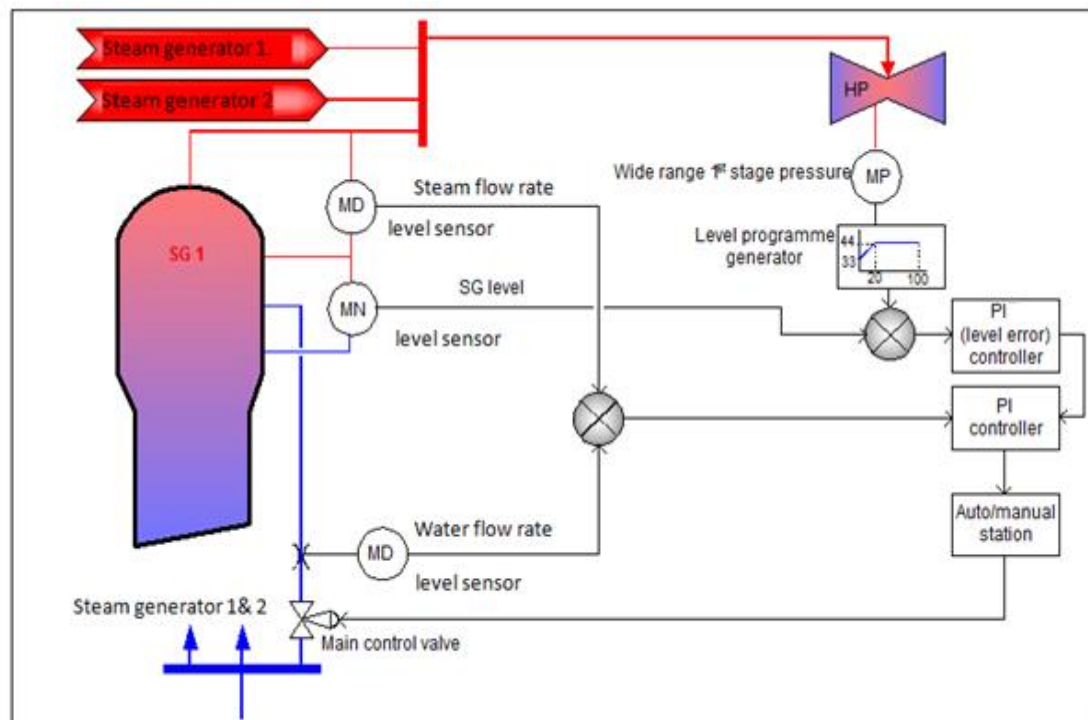 Steam generator 1.
Steam generator 2
HP
Wide range 1st stage pressure
MP
MD
Steam flow rate
level sensor
Level programme
generator
44
33
20
100
SG 1
MN
SG level
level sensor
PI
(level error)
controller
PI
controller
Auto/manual
station
Water flow rate
MD
level sensor
Steam generator 1& 2
Main control valve